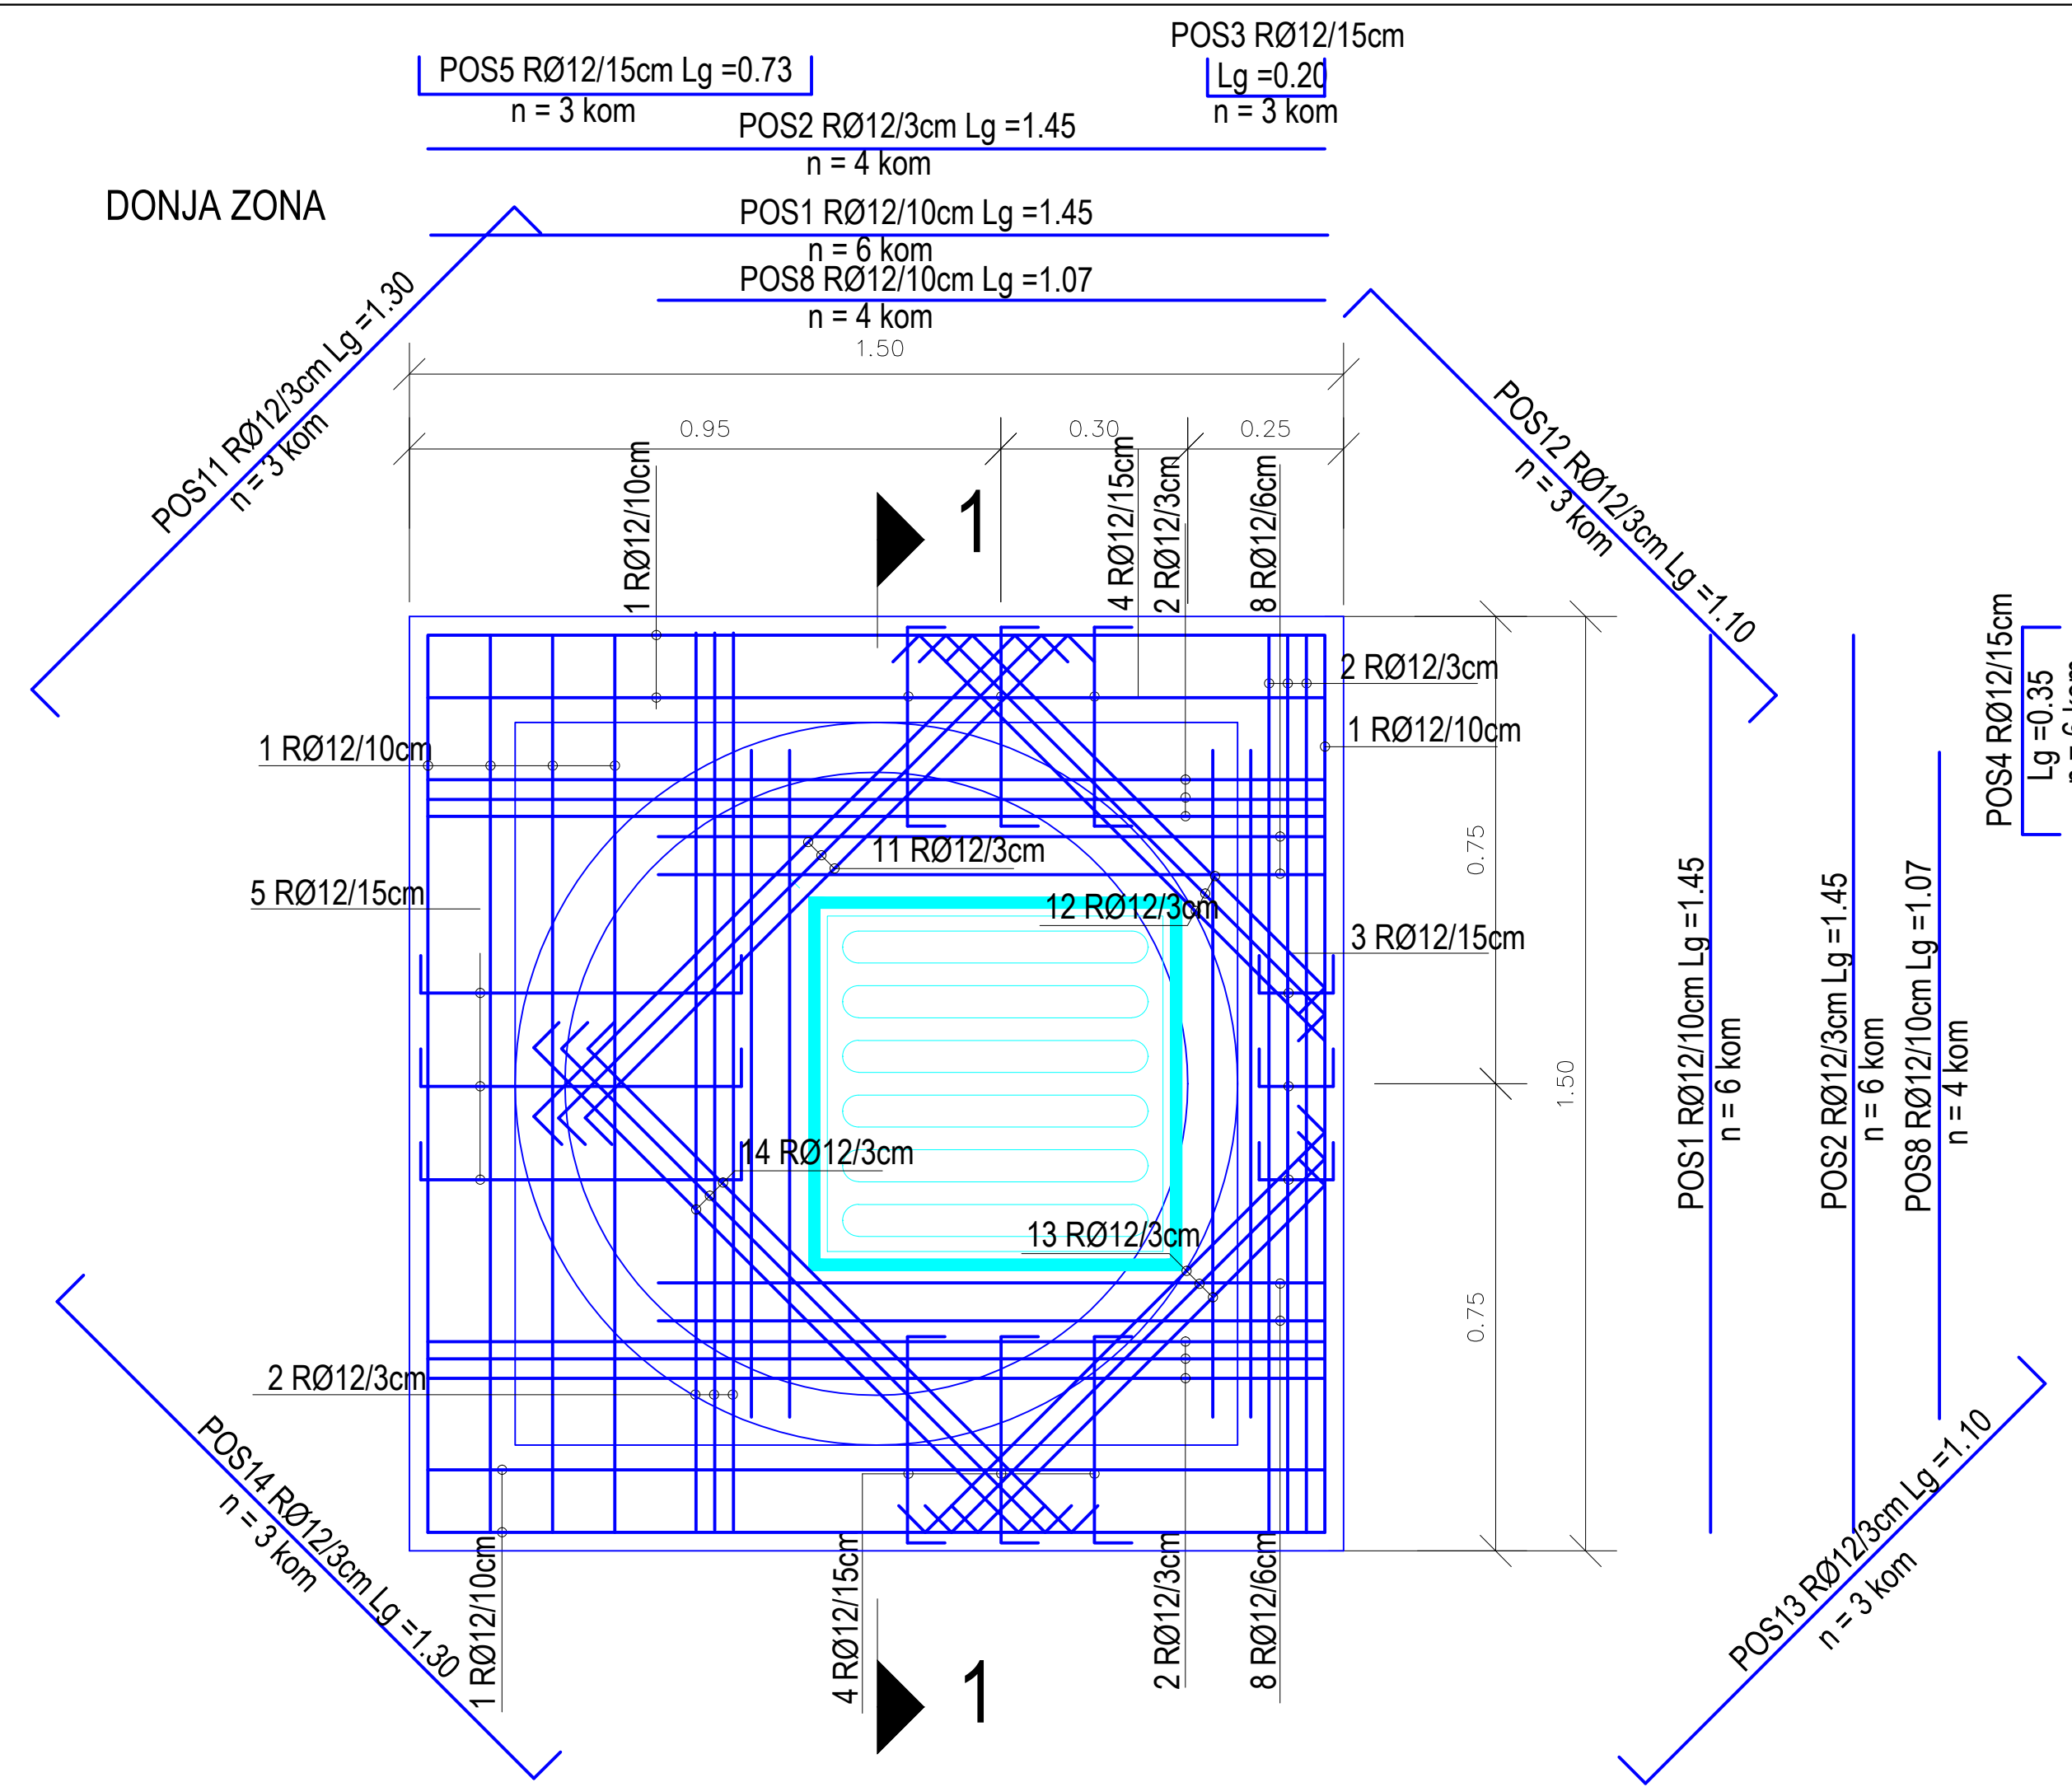 POS3 RØ12/15cm
Lg =0.20
n = 3 kom
POS5 RØ12/15cm Lg =0.73
n = 3 kom
POS2 RØ12/3cm Lg =1.45
n = 4 kom
DONJA ZONA
POS1 RØ12/10cm Lg =1.45
n = 6 kom
POS8 RØ12/10cm Lg =1.07
n = 4 kom
1.50
POS11 RØ12/3cm Lg =1.30
n = 3 kom
POS12 RØ12/3cm Lg =1.10
n = 3 kom
0.95
0.30
0.25
1 RØ12/10cm
4 RØ12/15cm
2 RØ12/3cm
8 RØ12/6cm
1
2 RØ12/3cm
1 RØ12/10cm
1 RØ12/10cm
11 RØ12/3cm
5 RØ12/15cm
12 RØ12/3cm
3 RØ12/15cm
0.75
1.50
0.75
POS1 RØ12/10cm Lg =1.45
n = 6 kom
POS2 RØ12/3cm Lg =1.45
n = 6 kom
POS8 RØ12/10cm Lg =1.07
n = 4 kom
POS4 RØ12/15cm
Lg =0.35
n = 6 kom
14 RØ12/3cm
13 RØ12/3cm
2 RØ12/3cm
POS14 RØ12/3cm Lg =1.30
n = 3 kom
1 RØ12/10cm
4 RØ12/15cm
2 RØ12/3cm
8 RØ12/6cm
1
POS13 RØ12/3cm Lg =1.10
n = 3 kom